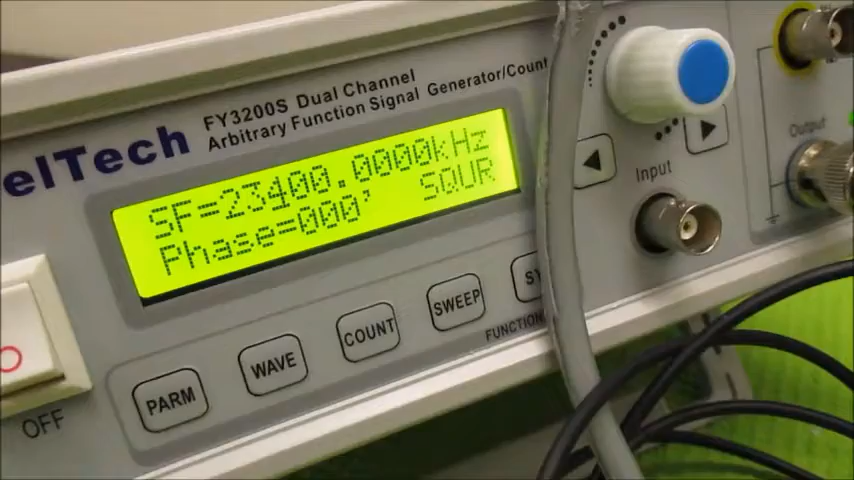 FY3200S Dual Channel
Arbitrary Function Signal Generator/Count
elTech
SF=23400.0000kHz
Phase=000' SQUR
Input
Output
PARM
WAVE
COUNT
SWEEP
SY
FUNCTION
OFF